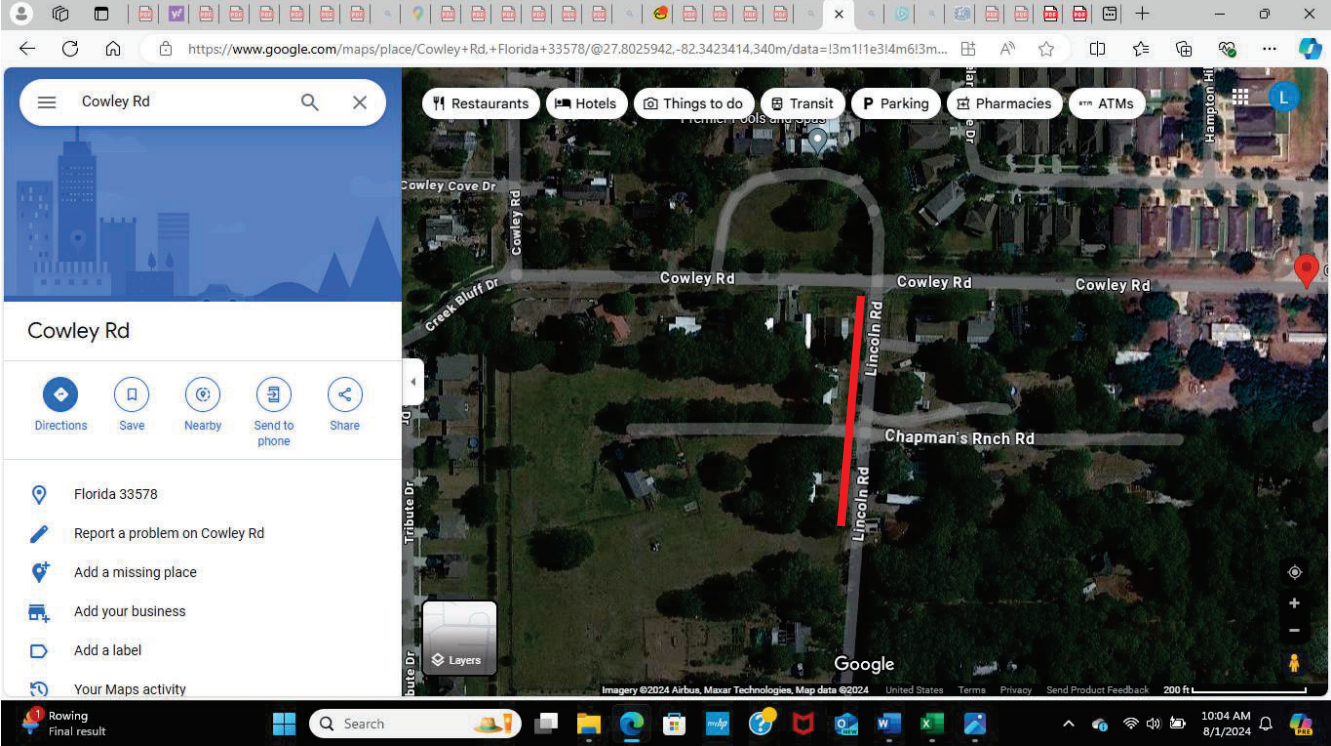 https://www.google.com/maps/place/Cowley+Rd,+Florida+33578/@27.8025942,-82.3423414,340m/data=!3m1!1e3!4m6!3m...
Cowley Rd
Restaurants
Hotels
Things to do
Transit
Parking
Pharmacies
ATMs
L
Premier Pools and Spas
Hampton Hi
e Dr
Cowley Cove Dr
Cowley Rd
Cowley Rd
Cowley Rd
Cowley Rd
Creek Bluff Dr
Lincoln Rd
Chapman's Rnch Rd
Lincoln Rd
Tribute Dr
bute Dr
Cowley Rd
Directions
Save
Nearby
Send to
phone
Share
Florida 33578
Report a problem on Cowley Rd
Add a missing place
Add your business
Add a label
Your Maps activity
Layers
Google
Imagery ©2024 Airbus, Maxar Technologies, Map data ©2024 United States Terms Privacy Send Product Feedback 200 ft
1
Rowing
Final result
Search
10:04 AM
8/1/2024